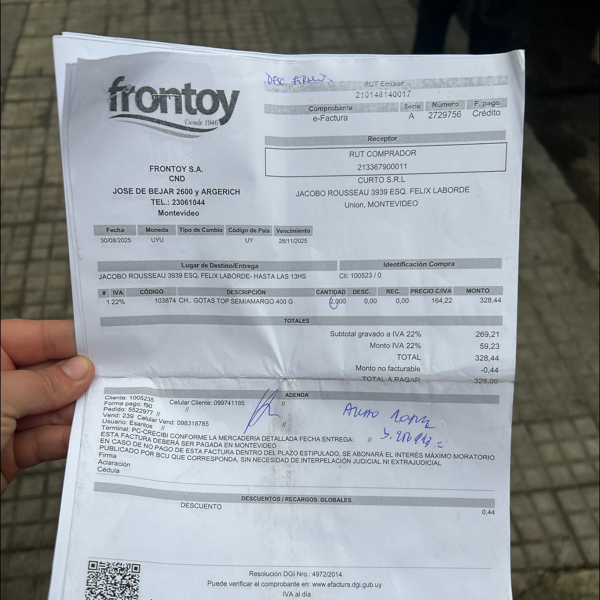 frontoy
Desde 1940
RUT Emisor
210148140017
Comprobante Serie Número F. pago
e-Factura A 2729756 Crédito
Receptor
RUT COMPRADOR
213367900011
CURTO S.R.L
JACOBO ROUSSEAU 3939 ESQ. FELIX LABORDE
Union, MONTEVIDEO
FRONTOY S.A.
CND
JOSE DE BEJAR 2600 y ARGERICH
TEL.: 23061044
Montevideo
Fecha Moneda Tipo de Cambio Código de País Vencimiento
30/08/2025 UYU UY 28/11/2025
Lugar de Destino/Entrega Identificación Compra
JACOBO ROUSSEAU 3939 ESQ. FELIX LABORDE- HASTA LAS 13HS Cli: 100523 / 0
# IVA CÓDIGO DESCRIPCIÓN CANTIDAD DESC. REC. PRECIO C/IVA MONTO
1 22% 103874 CH.. GOTAS TOP SEMIAMARGO 400 G 2,000 0,00 0,00 164,22 328,44
TOTALES
Subtotal gravado a IVA 22% 269,21
Monto IVA 22% 59,23
TOTAL 328,44
Monto no facturable -0,44
TOTAL A PAGAR 328,00
ADENDA
Cliente: 1005235 Celular Cliente: 099741185 //
Forma pago: f90 //
Pedido: 5522977 // //
Vend: 239 Celular Vend: 098318785
Usuario: Esantos // //
Terminal: PC-CRECIBI CONFORME LA MERCADERIA DETALLADA FECHA ENTREGA: //
ESTA FACTURA DEBERÁ SER PAGADA EN MONTEVIDEO
EN CASO DE NO PAGO DE ESTA FACTURA DENTRO DEL PLAZO ESTIPULADO, SE ABONARÁ EL INTERÉS MÁXIMO MORATORIO
PUBLICADO POR BCU QUE CORRESPONDA, SIN NECESIDAD DE INTERPELACIÓN JUDICIAL NI EXTRAJUDICIAL
Firma
Aclaración
Cédula
DESCUENTOS / RECARGOS GLOBALES
DESCUENTO 0,44
Resolución DGI Nro.: 4972/2014
Puede verificar el comprobante en: www.efactura.dgi.gub.uy
IVA al día